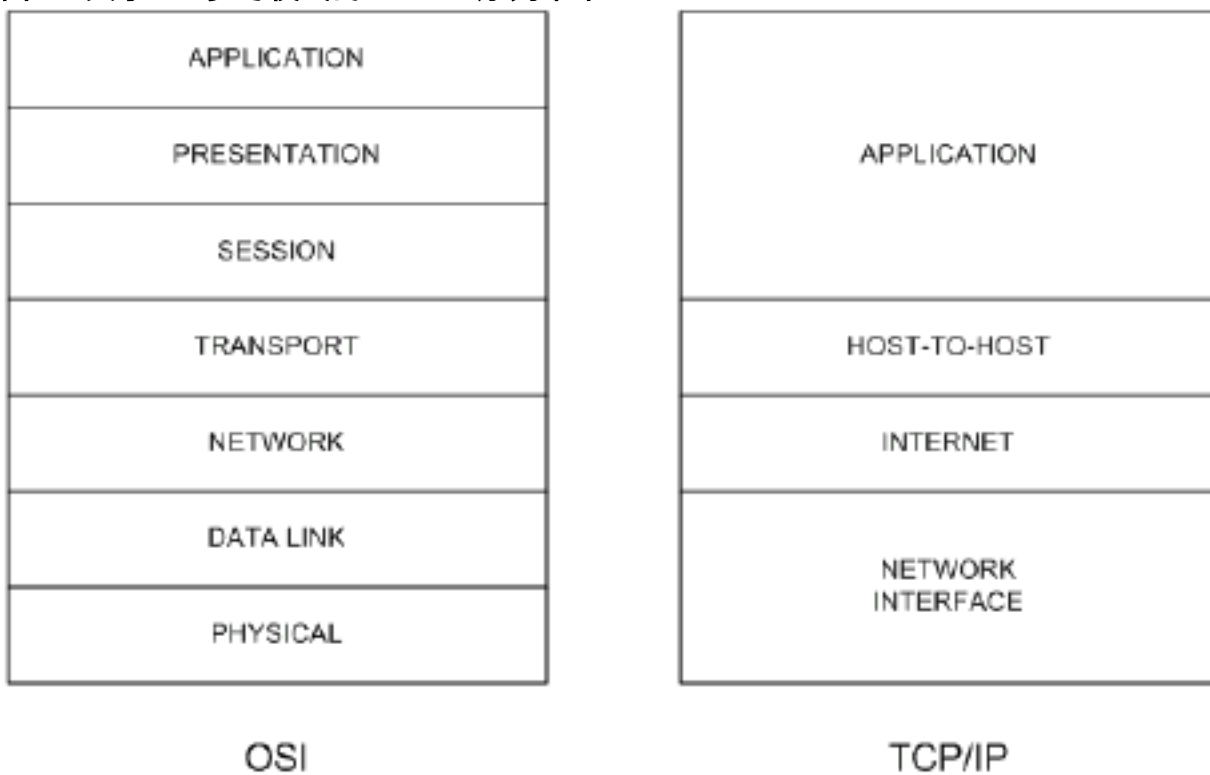 APPLICATION
PRESENTATION
SESSION
TRANSPORT
NETWORK
DATA LINK
PHYSICAL
OSI
APPLICATION
HOST-TO-HOST
INTERNET
NETWORK
INTERFACE
TCP/IP